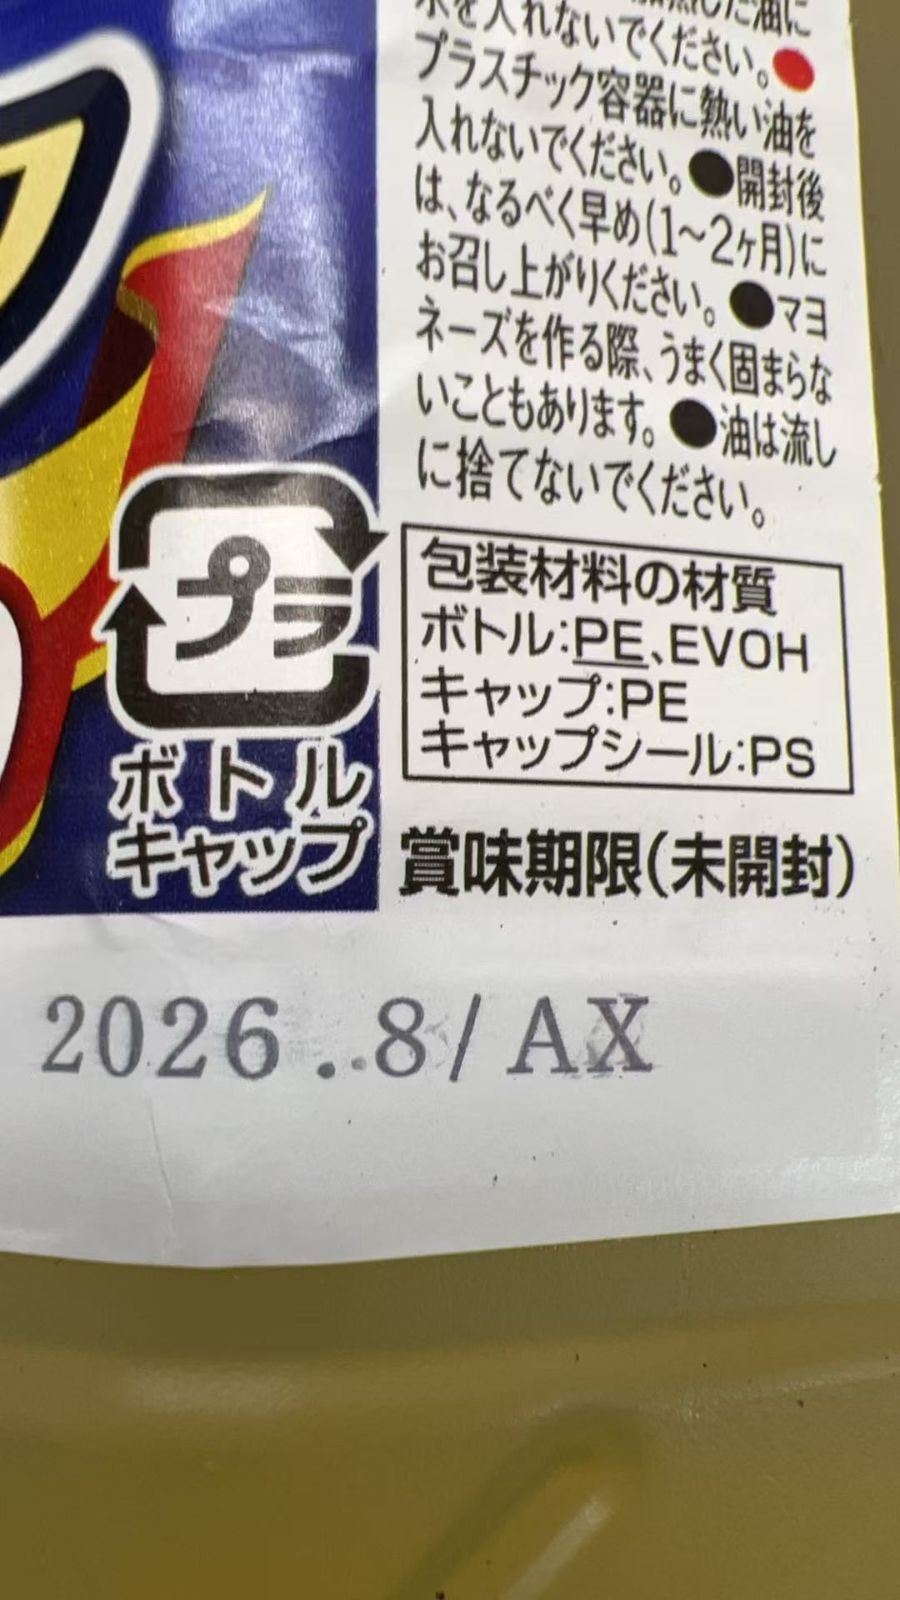 水を入れないでください。●
プラスチック容器に熱い油を
入れないでください。●開封後
は、なるべく早め(1〜2ヶ月)に
お召し上がりください。●マヨ
ネーズを作る際、うまく固まらな
いこともあります。●油は流し
に捨てないでください。
プラ
ボトル
キャップ
包装材料の材質
ボトル:PE、EVOH
キャップ:PE
キャップシール:PS
賞味期限(未開封)
2026.8/AX